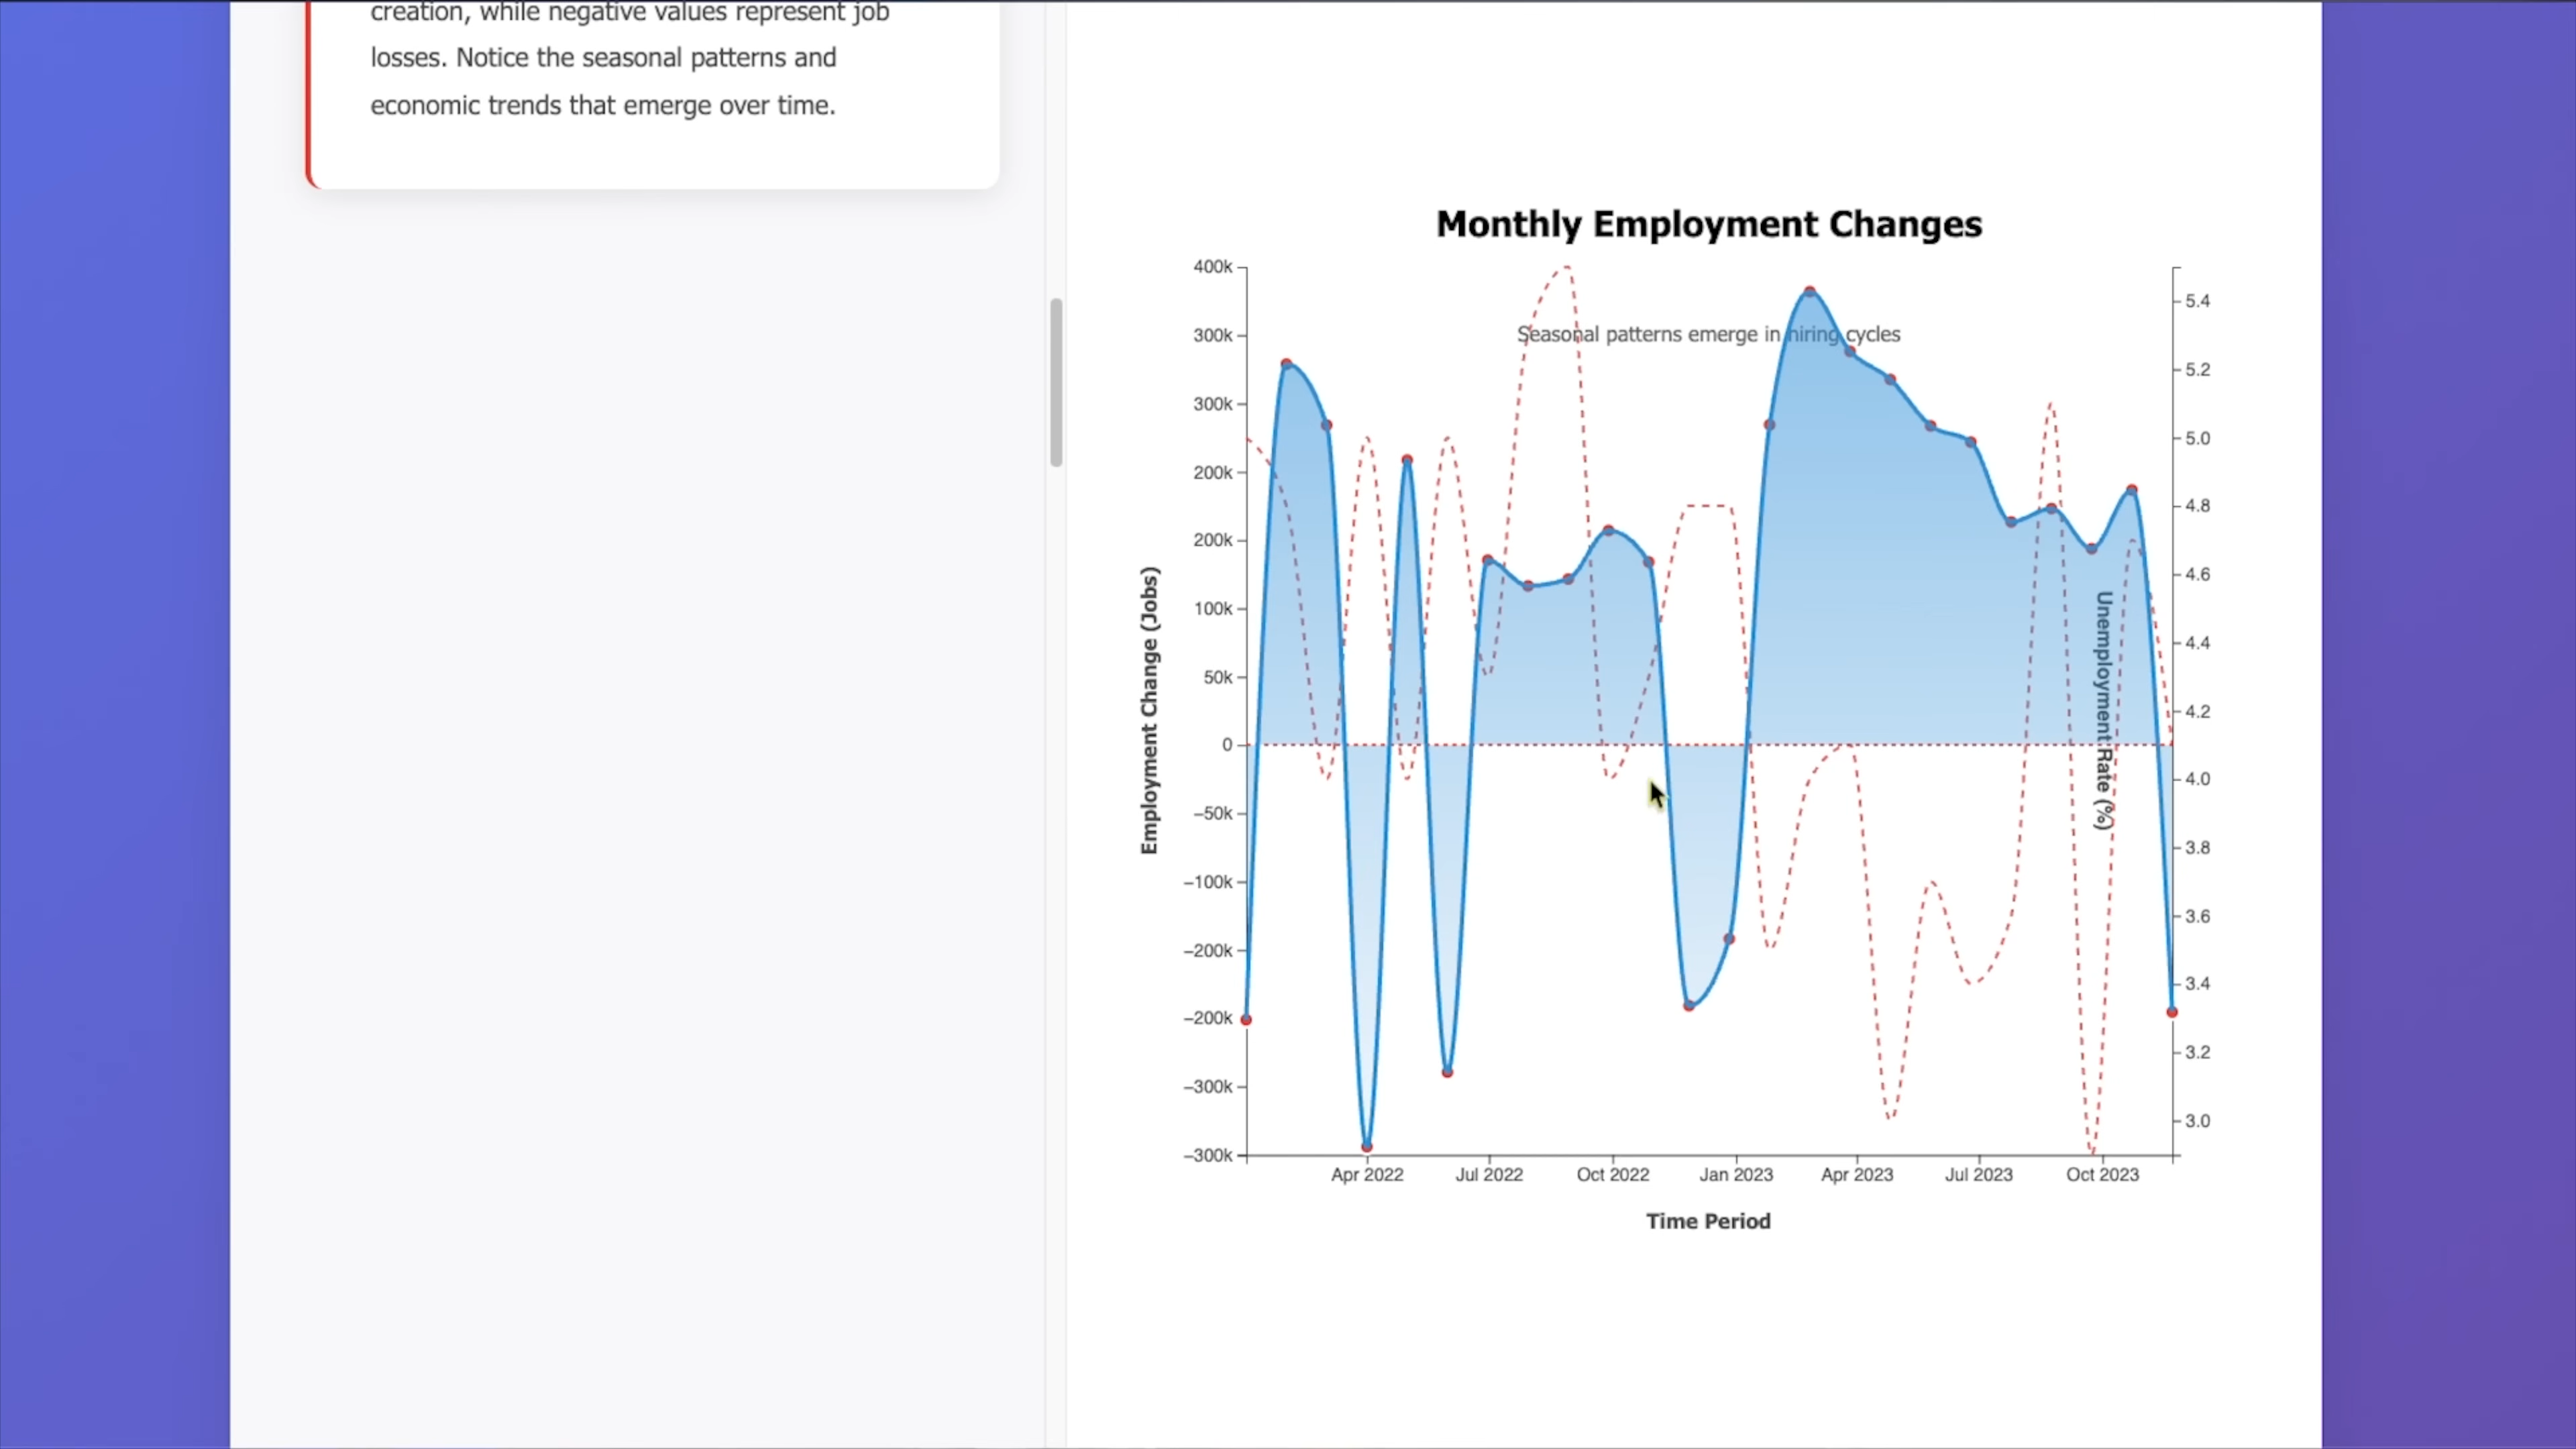 creation, while negative values represent job
losses. Notice the seasonal patterns and
economic trends that emerge over time.
Monthly Employment Changes
Seasonal patterns emerge in hiring cycles
Employment Change (Jobs)
400k
300k
300k
200k
200k
100k
50k
0
−50k
−100k
−200k
−200k
−300k
−300k
5.4
5.2
5.0
4.8
4.6
4.4
4.2
4.0
3.8
3.6
3.4
3.2
3.0
Unemployment Rate (%)
Apr 2022 Jul 2022 Oct 2022 Jan 2023 Apr 2023 Jul 2023 Oct 2023
Time Period